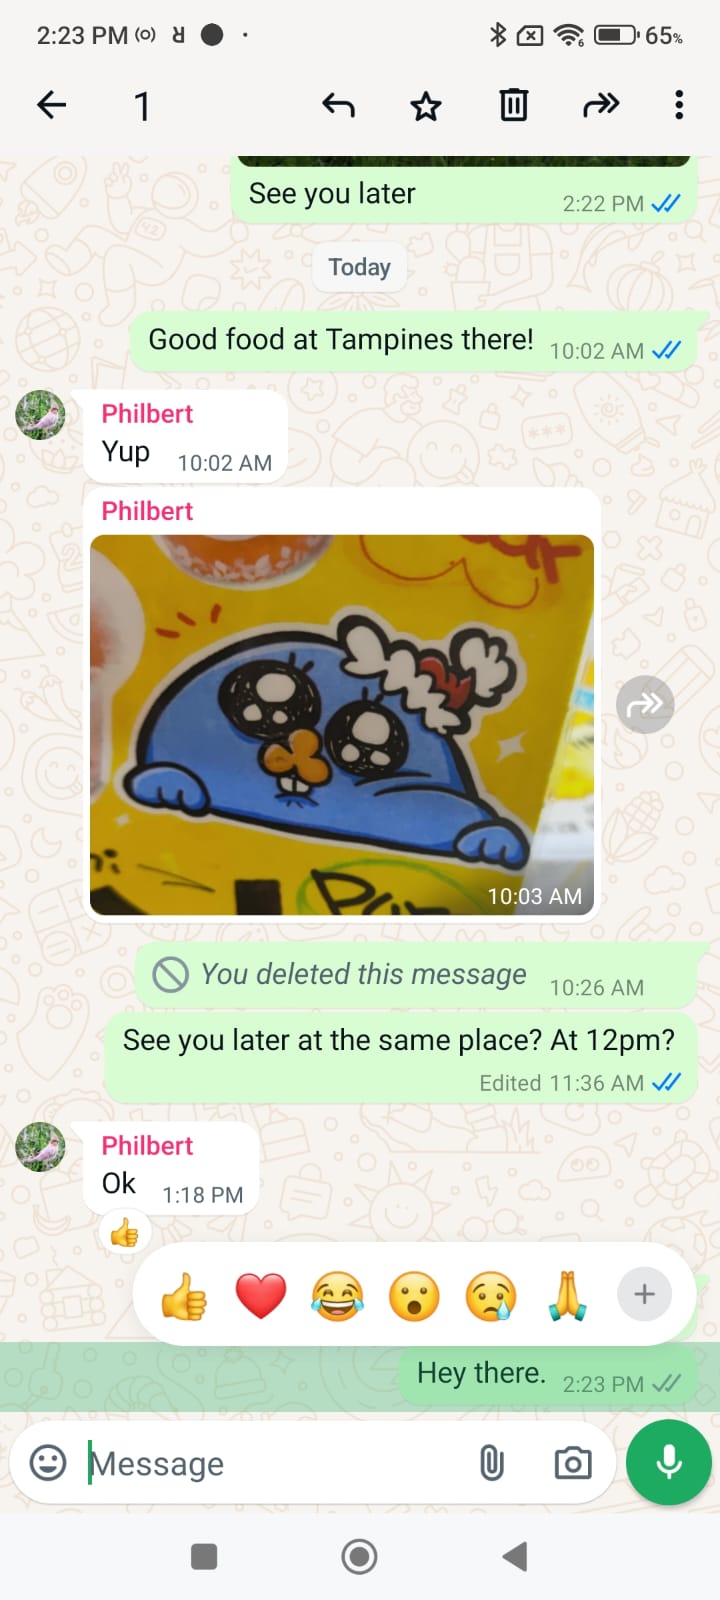 2:23 PM
65%
1
See you later
2:22 PM
Today
Good food at Tampines there!
10:02 AM
Philbert
Yup
10:02 AM
Philbert
10:03 AM
You deleted this message
10:26 AM
See you later at the same place? At 12pm?
Edited 11:36 AM
Philbert
Ok
1:18 PM
Hey there.
2:23 PM
Message